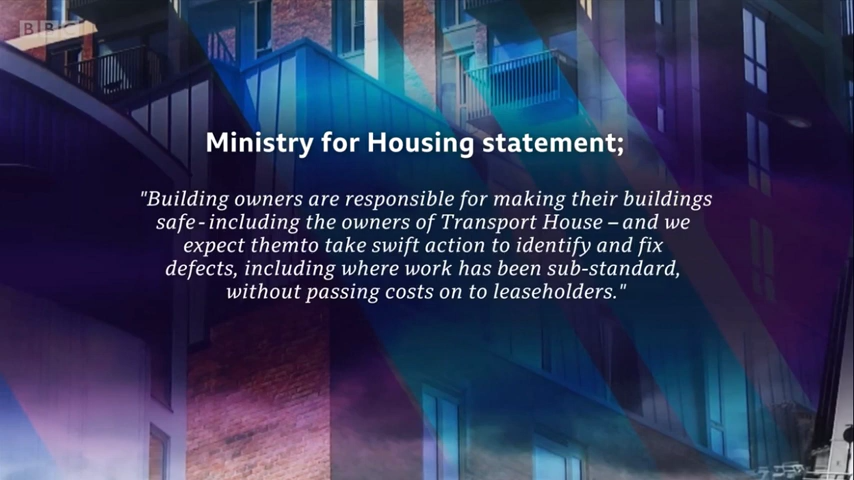 BBC
Ministry for Housing statement;
"Building owners are responsible for making their buildings
safe - including the owners of Transport House – and we
expect themto take swift action to identify and fix
defects, including where work has been sub-standard,
without passing costs on to leaseholders."